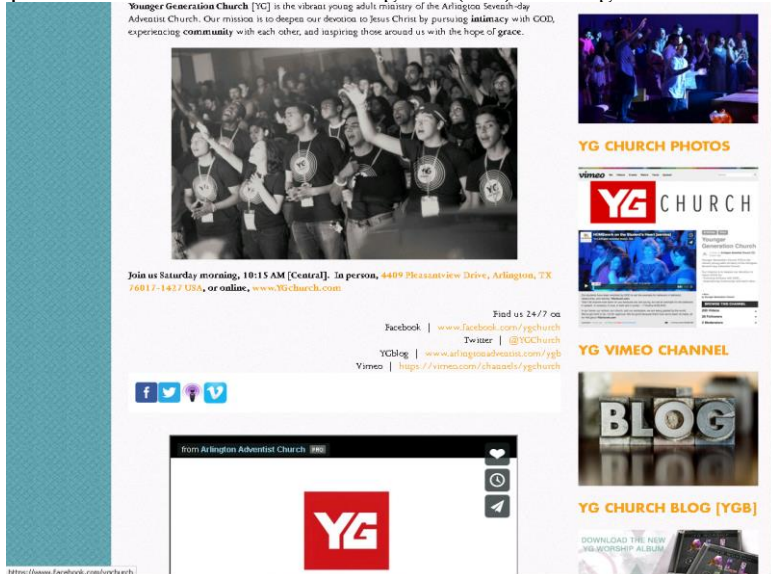 Younger Generation Church [YG] is the vibrant young adult ministry of the Arlington Seventh-day
Adventist Church. Our mission is to deepen our devotion to Jesus Christ by pursuing intimacy with GOD,
experiencing community with each other, and inspiring those around us with the hope of grace.
YG
YG
YG
Join us Saturday morning, 10:15 AM [Central]. In person, 4409 Pleasantview Drive, Arlington, TX
76017-1427 USA, or online, www.YGchurch.com
Find us 24/7 on
Facebook | www.facebook.com/ygchurch
Twitter | @YGChurch
YGblog | www.arlingtonadventist.com/ygb
Vimeo | https://vimeo.com/channels/ygchurch
from Arlington Adventist Church PRO
YG
https://www.facebook.com/ygchurch
YG CHURCH PHOTOS
vimeo
YG CHURCH
Younger
Generation Church
YG VIMEO CHANNEL
BLOG
YG CHURCH BLOG [YGB]
DOWNLOAD THE NEW
YG WORSHIP ALBUM